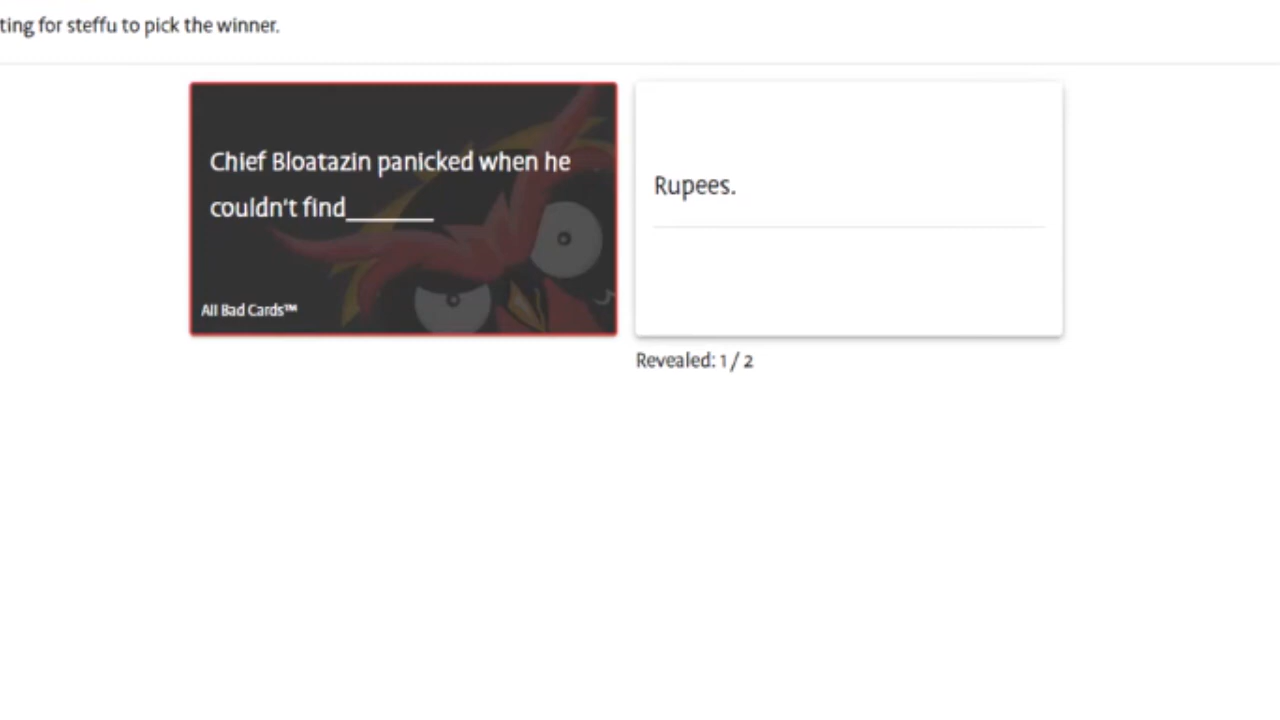 ting for steffu to pick the winner.
Chief Bloatazin panicked when he
couldn't find_______
All Bad Cards™
Rupees.
Revealed: 1 / 2